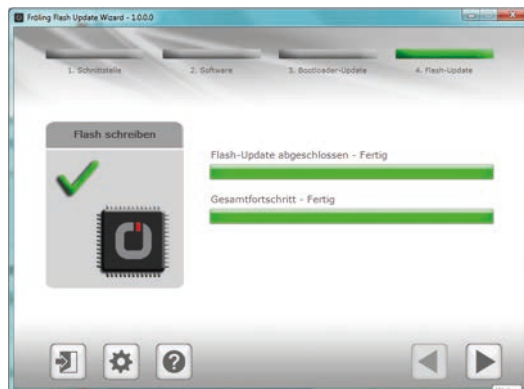 Fröling Flash Update Wizard - 1.0.0.0
1. Schnittstelle
2. Software
3. Bootloader-Update
4. Flash-Update
Flash schreiben
Flash-Update abgeschlossen - Fertig
Gesamtfortschritt - Fertig